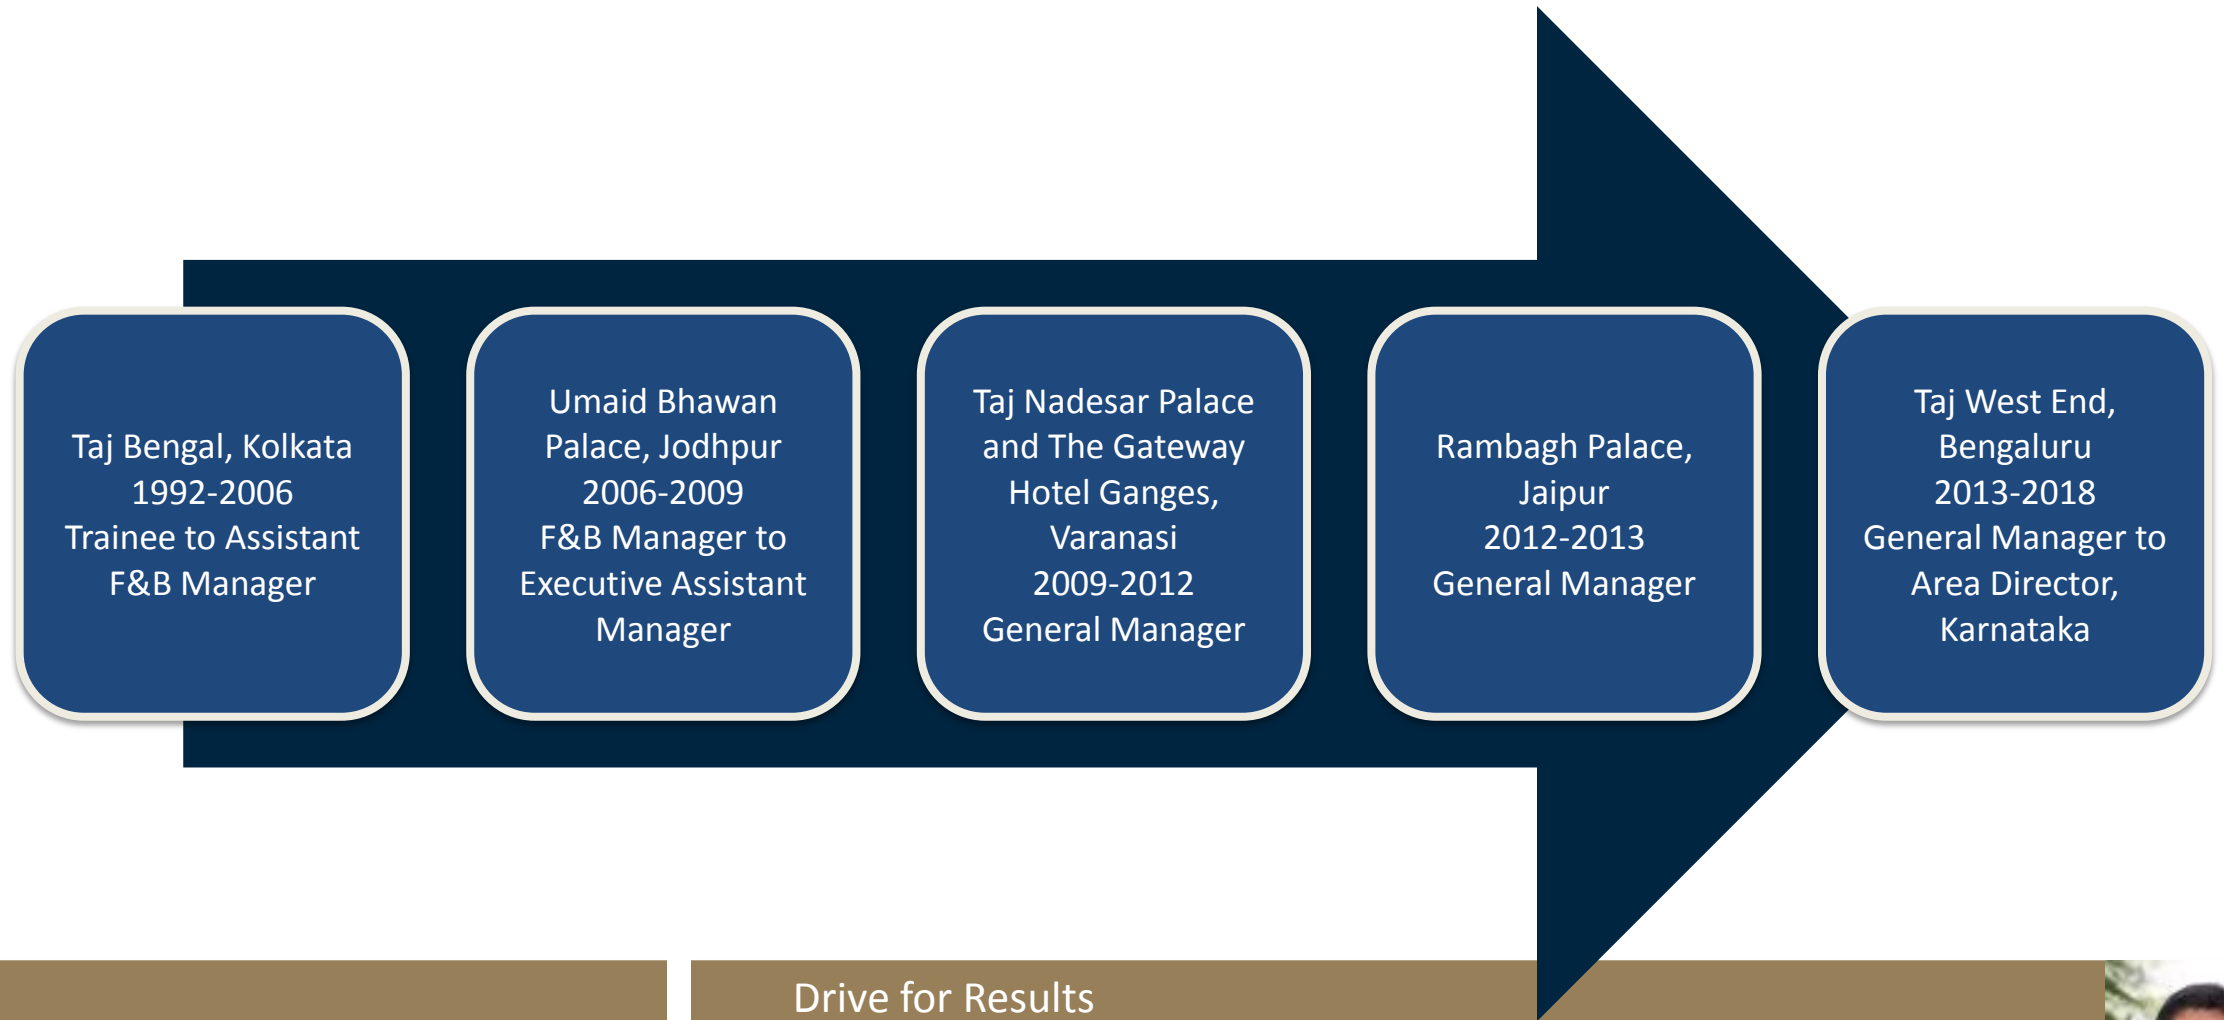 Taj Bengal, Kolkata
1992-2006
Trainee to Assistant
F&B Manager
Umaid Bhawan
Palace, Jodhpur
2006-2009
F&B Manager to
Executive Assistant
Manager
Taj Nadesar Palace
and The Gateway
Hotel Ganges,
Varanasi
2009-2012
General Manager
Rambagh Palace,
Jaipur
2012-2013
General Manager
Taj West End,
Bengaluru
2013-2018
General Manager to
Area Director,
Karnataka
Drive for Results